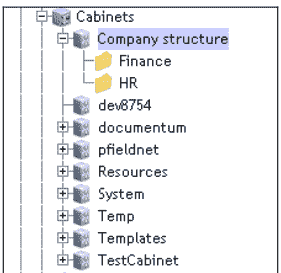 Cabinets
Company structure
Finance
HR
dev8754
documentum
pfieldnet
Resources
System
Temp
Templates
TestCabinet